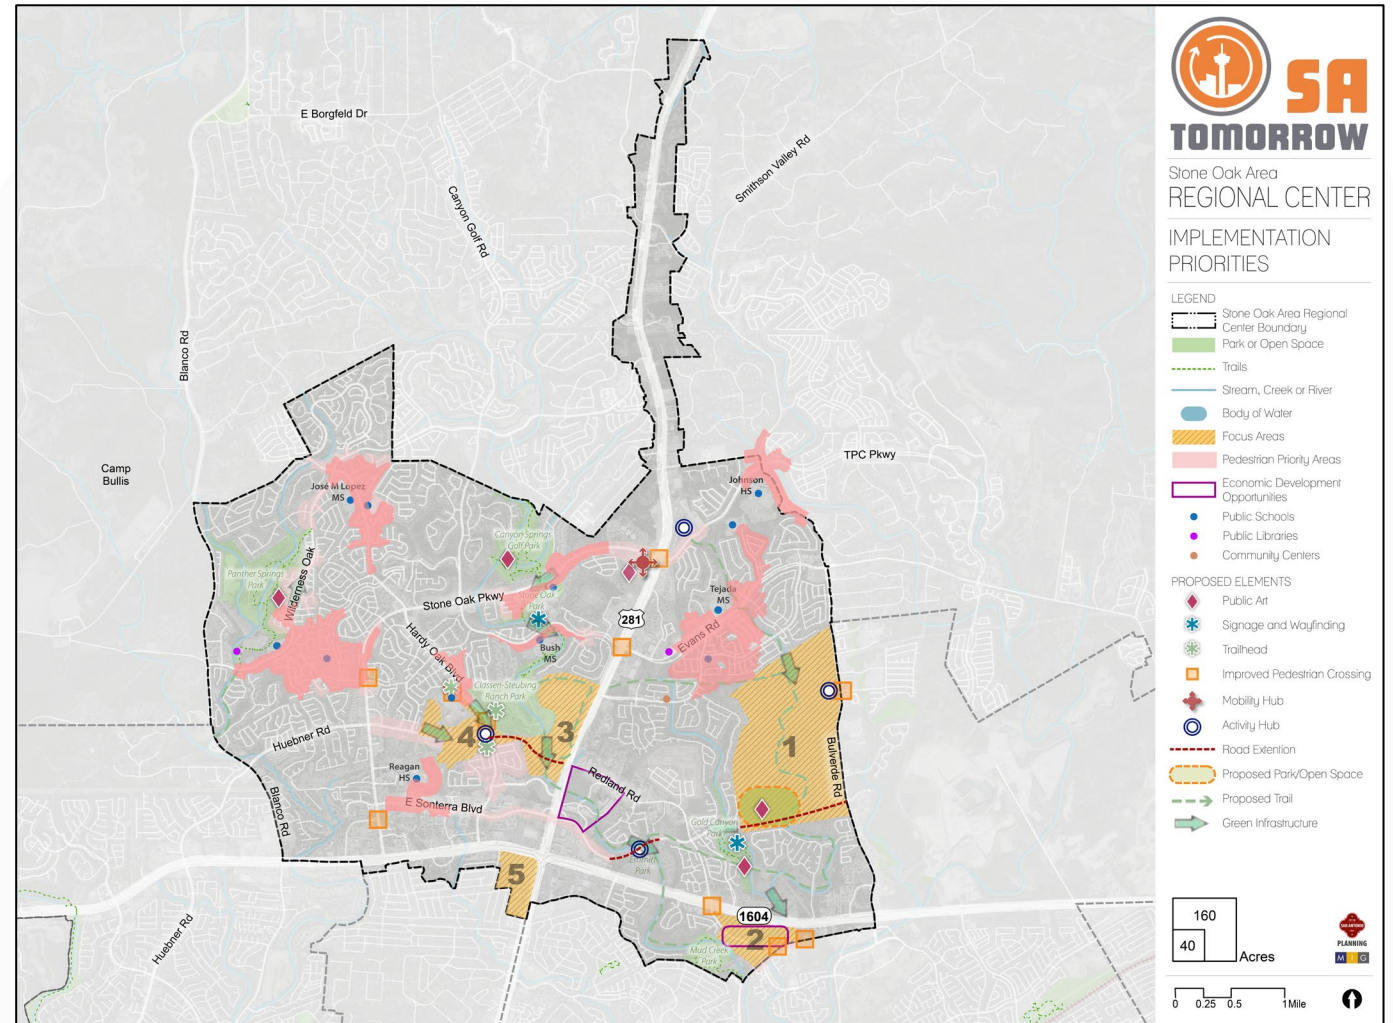 SA
TOMORROW
Stone Oak Area
REGIONAL CENTER
IMPLEMENTATION
PRIORITIES
LEGEND
Stone Oak Area Regional
Center Boundary
Park or Open Space
Trails
Stream, Creek or River
Body of Water
Focus Areas
Pedestrian Priority Areas
Economic Development
Opportunities
Public Schools
Public Libraries
Community Centers
PROPOSED ELEMENTS
Public Art
Signage and Wayfinding
Trailhead
Improved Pedestrian Crossing
Mobility Hub
Activity Hub
Road Extention
Proposed Park/Open Space
Proposed Trail
Green Infrastructure
160
40
Acres
SAN ANTONIO
PLANNING
M I G
0 0.25 0.5 1 Mile
E Borgfeld Dr
Smithson Valley Rd
Canyon Golf Rd
Blanco Rd
TPC Pkwy
Camp
Bullis
José M Lopez
MS
Johnson
HS
Canyon Springs
Golf Park
Panther Springs
Park
Wilderness Oak
Stone Oak Pkwy
Stone Oak
Park
Tejada
MS
281
Evans Rd
Hardy Oak Blvd
Bush
MS
Classen-Steubing
Ranch Park
Huebner Rd
4
3
1
Bulverde Rd
Reagan
HS
Redland Rd
E Sonterra Blvd
Blanco Rd
Gold Canyon
Park
Emmitt
Park
5
1604
2
Mud Creek
Park
Huebner Rd